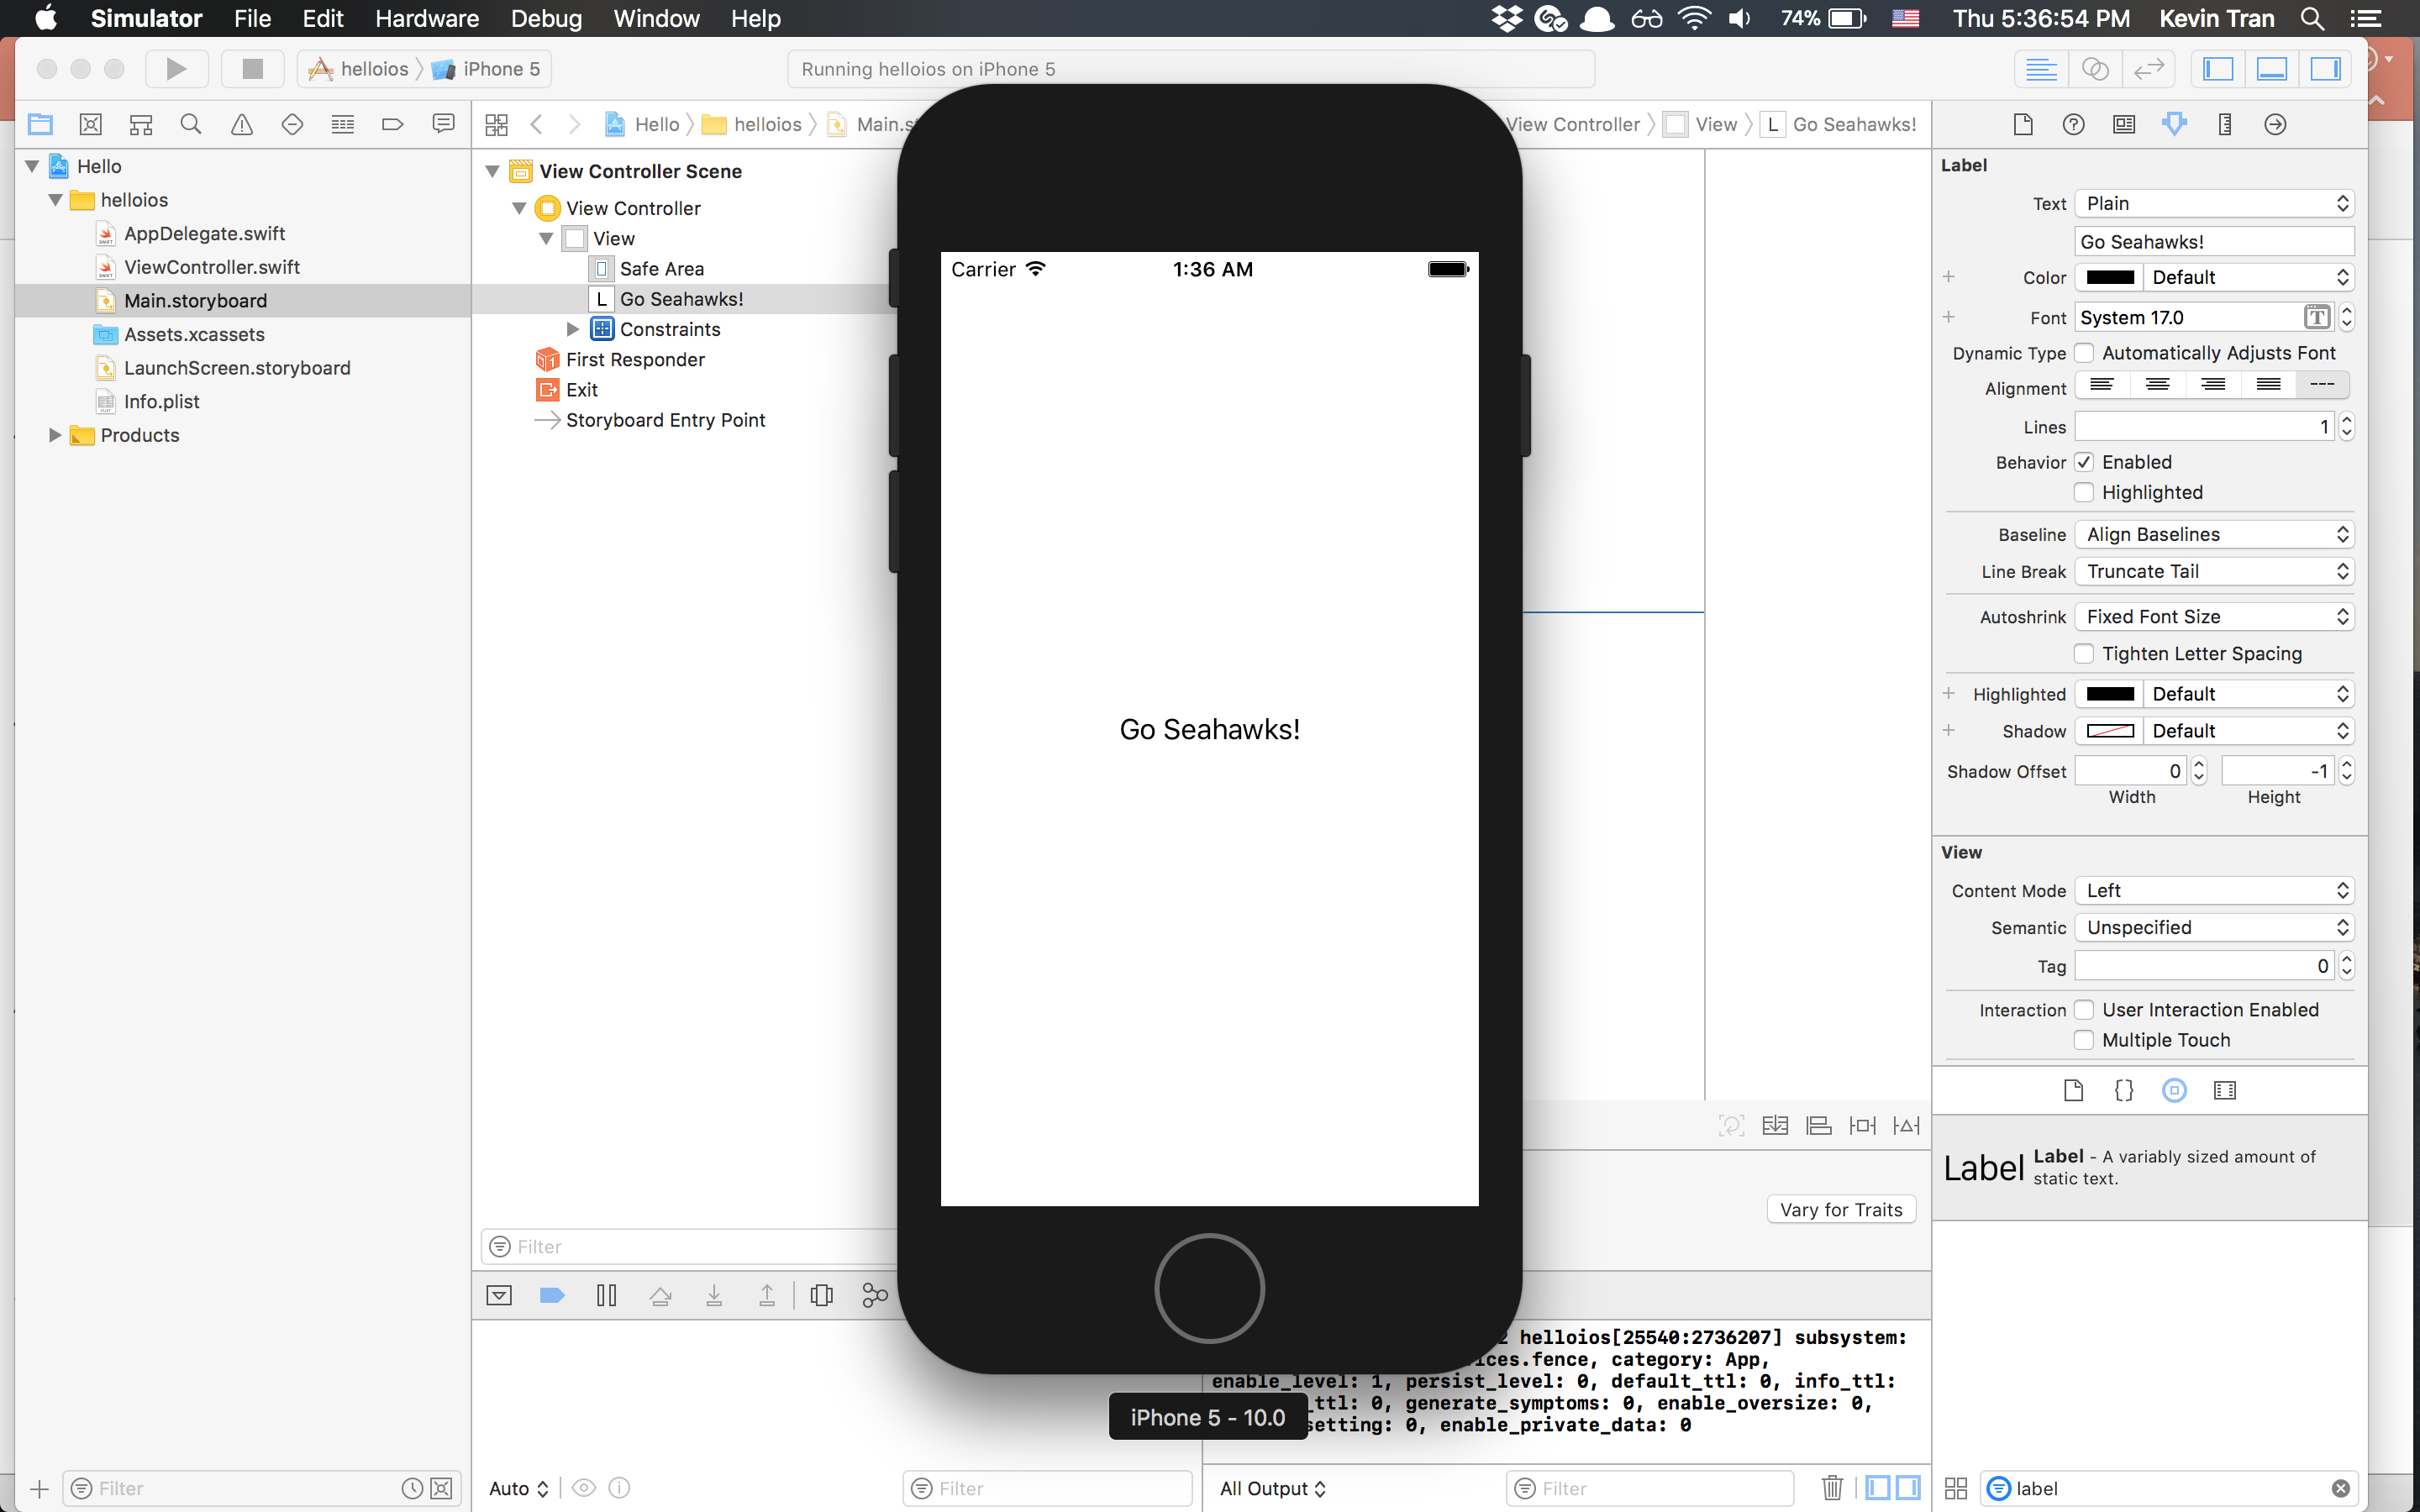 Simulator File Edit Hardware Debug Window Help 74% Thu 5:36:54 PM Kevin Tran
helloios iPhone 5 Running helloios on iPhone 5
Hello helloios Main.st View Controller View L Go Seahawks!
Hello
helloios
AppDelegate.swift
ViewController.swift
Main.storyboard
Assets.xcassets
LaunchScreen.storyboard
Info.plist
Products
Filter
View Controller Scene
View Controller
View
Safe Area
L Go Seahawks!
Constraints
First Responder
Exit
Storyboard Entry Point
Filter
Carrier 1:36 AM
Go Seahawks!
iPhone 5 - 10.0
Vary for Traits
2 helloios[25540:2736207] subsystem:
ices.fence, category: App,
enable_level: 1, persist_level: 0, default_ttl: 0, info_ttl:
ttl: 0, generate_symptoms: 0, enable_oversize: 0,
setting: 0, enable_private_data: 0
Auto Filter
All Output Filter
Label
Text Plain
Go Seahawks!
Color Default
Font System 17.0
Dynamic Type Automatically Adjusts Font
Alignment
Lines 1
Behavior Enabled
Highlighted
Baseline Align Baselines
Line Break Truncate Tail
Autoshrink Fixed Font Size
Tighten Letter Spacing
Highlighted Default
Shadow Default
Shadow Offset 0 -1
Width Height
View
Content Mode Left
Semantic Unspecified
Tag 0
Interaction User Interaction Enabled
Multiple Touch
Label Label - A variably sized amount of
static text.
label